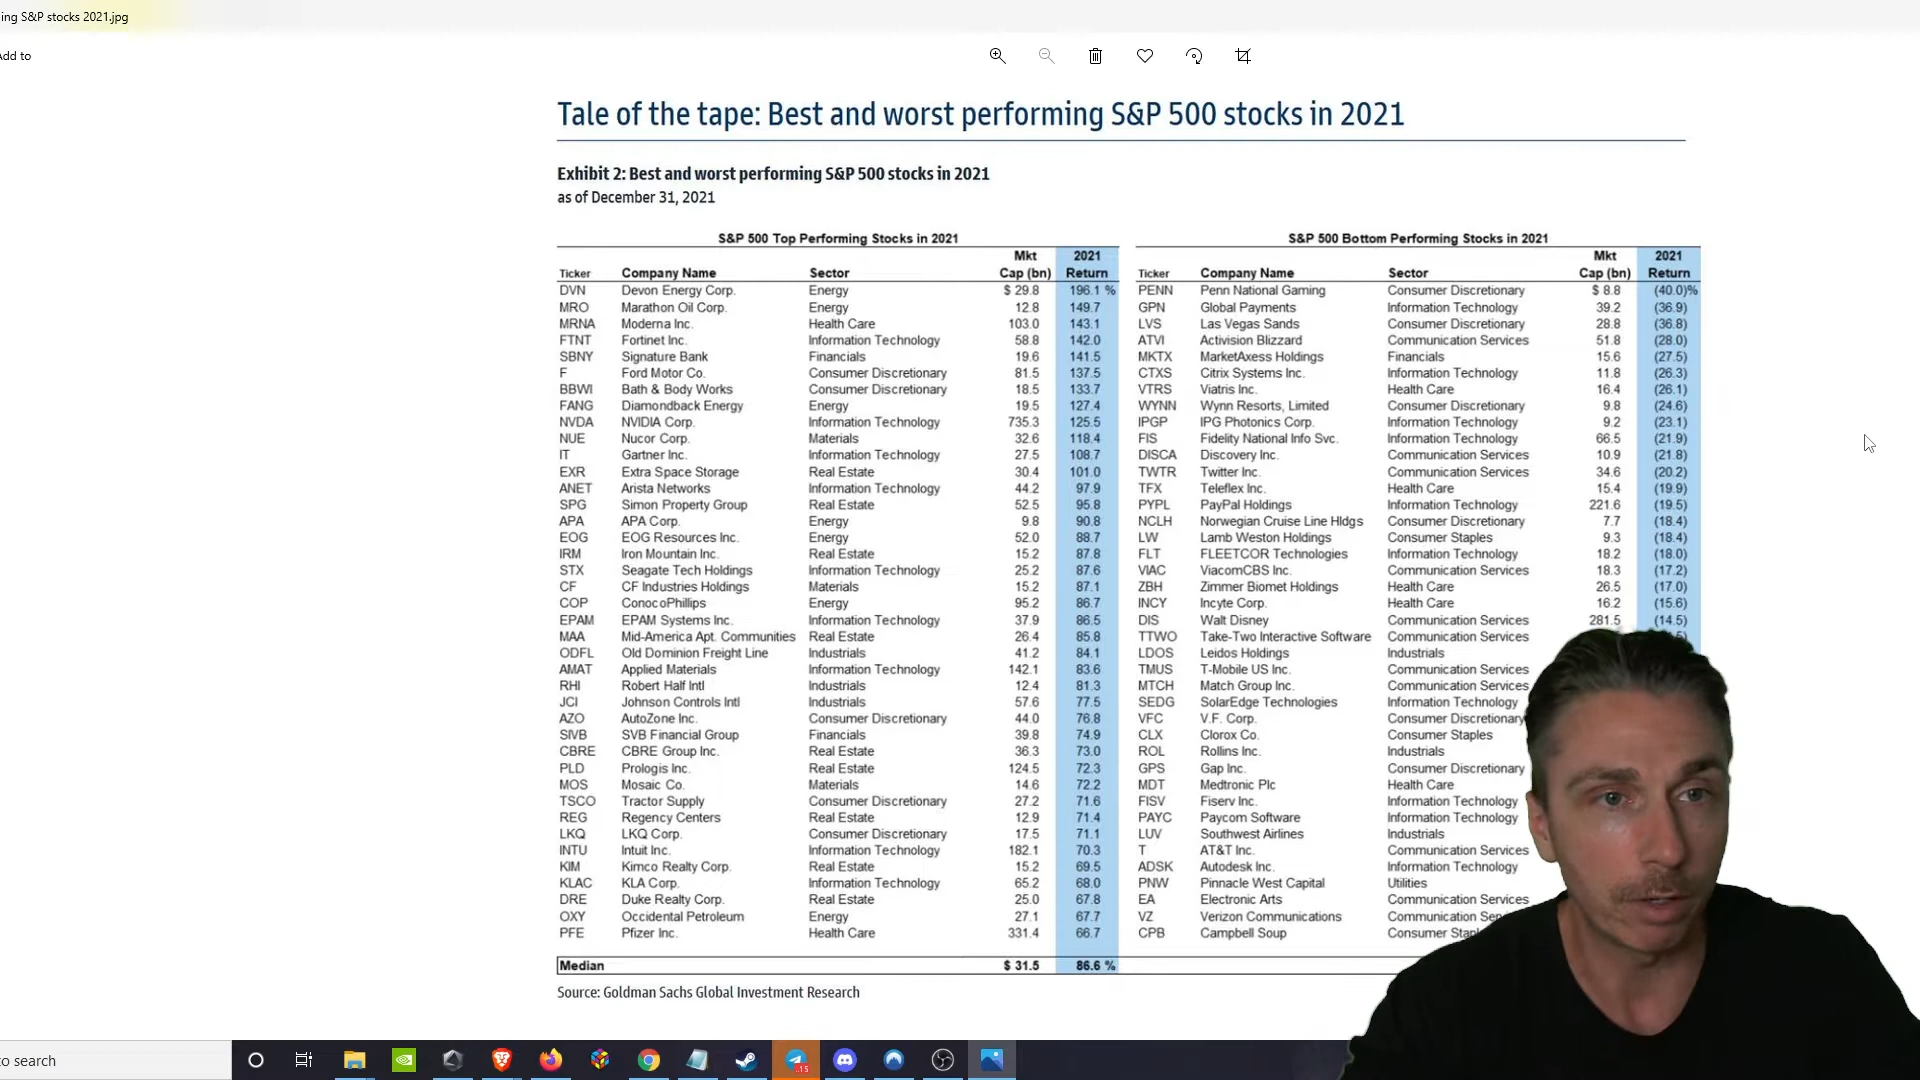 ing S&P stocks 2021.jpg
Add to
Tale of the tape: Best and worst performing S&P 500 stocks in 2021
Exhibit 2: Best and worst performing S&P 500 stocks in 2021
as of December 31, 2021
S&P 500 Top Performing Stocks in 2021
Mkt 2021
Ticker Company Name Sector Cap (bn) Return
DVN Devon Energy Corp. Energy $ 29.8 196.1 %
MRO Marathon Oil Corp. Energy 12.8 149.7
MRNA Moderna Inc. Health Care 103.0 143.1
FTNT Fortinet Inc. Information Technology 58.8 142.0
SBNY Signature Bank Financials 19.6 141.5
F Ford Motor Co. Consumer Discretionary 81.5 137.5
BBWI Bath & Body Works Consumer Discretionary 18.5 133.7
FANG Diamondback Energy Energy 19.5 127.4
NVDA NVIDIA Corp. Information Technology 735.3 125.5
NUE Nucor Corp. Materials 32.6 118.4
IT Gartner Inc. Information Technology 27.5 108.7
EXR Extra Space Storage Real Estate 30.4 101.0
ANET Arista Networks Information Technology 44.2 97.9
SPG Simon Property Group Real Estate 52.5 95.8
APA APA Corp. Energy 9.8 90.8
EOG EOG Resources Inc. Energy 52.0 88.7
IRM Iron Mountain Inc. Real Estate 15.2 87.8
STX Seagate Tech Holdings Information Technology 25.2 87.6
CF CF Industries Holdings Materials 15.2 87.1
COP ConocoPhillips Energy 95.2 86.7
EPAM EPAM Systems Inc. Information Technology 37.9 86.5
MAA Mid-America Apt. Communities Real Estate 26.4 85.8
ODFL Old Dominion Freight Line Industrials 41.2 84.1
AMAT Applied Materials Information Technology 142.1 83.6
RHI Robert Half Intl Industrials 12.4 81.3
JCI Johnson Controls Intl Industrials 57.6 77.5
AZO AutoZone Inc. Consumer Discretionary 44.0 76.8
SIVB SVB Financial Group Financials 39.8 74.9
CBRE CBRE Group Inc. Real Estate 36.3 73.0
PLD Prologis Inc. Real Estate 124.5 72.3
MOS Mosaic Co. Materials 14.6 72.2
TSCO Tractor Supply Consumer Discretionary 27.2 71.6
REG Regency Centers Real Estate 12.9 71.4
LKQ LKQ Corp. Consumer Discretionary 17.5 71.1
INTU Intuit Inc. Information Technology 182.1 70.3
KIM Kimco Realty Corp. Real Estate 15.2 69.5
KLAC KLA Corp. Information Technology 65.2 68.0
DRE Duke Realty Corp. Real Estate 25.0 67.8
OXY Occidental Petroleum Energy 27.1 67.7
PFE Pfizer Inc. Health Care 331.4 66.7
Median $ 31.5 86.6 %
S&P 500 Bottom Performing Stocks in 2021
Mkt 2021
Ticker Company Name Sector Cap (bn) Return
PENN Penn National Gaming Consumer Discretionary $ 8.8 (40.0)%
GPN Global Payments Information Technology 39.2 (36.9)
LVS Las Vegas Sands Consumer Discretionary 28.8 (36.8)
ATVI Activision Blizzard Communication Services 51.8 (28.0)
MKTX MarketAxess Holdings Financials 15.6 (27.5)
CTXS Citrix Systems Inc. Information Technology 11.8 (26.3)
VTRS Viatris Inc. Health Care 16.4 (26.1)
WYNN Wynn Resorts, Limited Consumer Discretionary 9.8 (24.6)
IPGP IPG Photonics Corp. Information Technology 9.2 (23.1)
FIS Fidelity National Info Svc. Information Technology 66.5 (21.9)
DISCA Discovery Inc. Communication Services 10.9 (21.8)
TWTR Twitter Inc. Communication Services 34.6 (20.2)
TFX Teleflex Inc. Health Care 15.4 (19.9)
PYPL PayPal Holdings Information Technology 221.6 (19.5)
NCLH Norwegian Cruise Line Hldgs Consumer Discretionary 7.7 (18.4)
LW Lamb Weston Holdings Consumer Staples 9.3 (18.4)
FLT FLEETCOR Technologies Information Technology 18.2 (18.0)
VIAC ViacomCBS Inc. Communication Services 18.3 (17.2)
ZBH Zimmer Biomet Holdings Health Care 26.5 (17.0)
INCY Incyte Corp. Health Care 16.2 (15.6)
DIS Walt Disney Communication Services 281.5 (14.5)
TTWO Take-Two Interactive Software Communication Services
LDOS Leidos Holdings Industrials
TMUS T-Mobile US Inc. Communication Services
MTCH Match Group Inc. Communication Services
SEDG SolarEdge Technologies Information Technology
VFC V.F. Corp. Consumer Discretionary
CLX Clorox Co. Consumer Staples
ROL Rollins Inc. Industrials
GPS Gap Inc. Consumer Discretionary
MDT Medtronic Plc Health Care
FISV Fiserv Inc. Information Technology
PAYC Paycom Software Information Technology
LUV Southwest Airlines Industrials
T AT&T Inc. Communication Services
ADSK Autodesk Inc. Information Technology
PNW Pinnacle West Capital Utilities
EA Electronic Arts Communication Services
VZ Verizon Communications Communication Ser
CPB Campbell Soup Consumer Stap
Source: Goldman Sachs Global Investment Research
to search
15